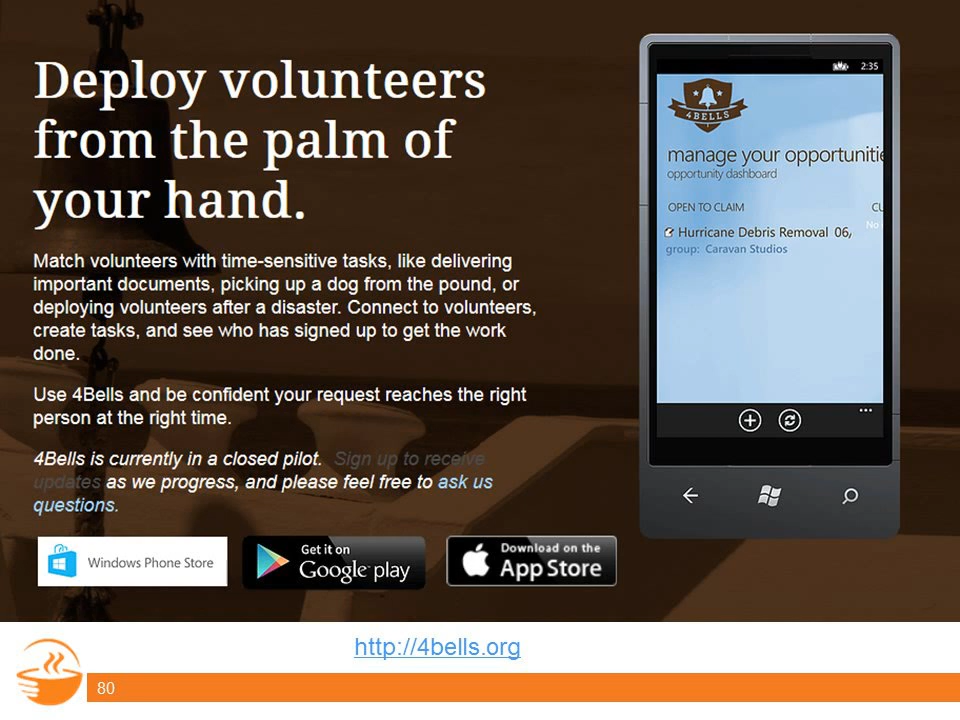 Deploy volunteers
from the palm of
your hand.
Match volunteers with time-sensitive tasks, like delivering
important documents, picking up a dog from the pound, or
deploying volunteers after a disaster. Connect to volunteers,
create tasks, and see who has signed up to get the work
done.
Use 4Bells and be confident your request reaches the right
person at the right time.
4Bells is currently in a closed pilot. Sign up to receive
updates as we progress, and please feel free to ask us
questions.
Windows Phone Store
Get it on
Google play
Download on the
App Store
2:35
4BELLS
manage your opportunitie
opportunity dashboard
OPEN TO CLAIM CU
No
Hurricane Debris Removal 06/
group: Caravan Studios
http://4bells.org
80